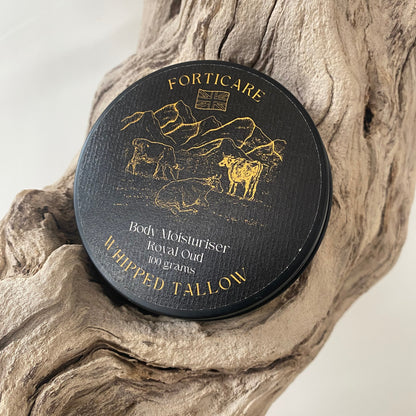 FORTICARE
Body Moisturiser
Royal Oud
100 grams
WHIPPED TALLOW